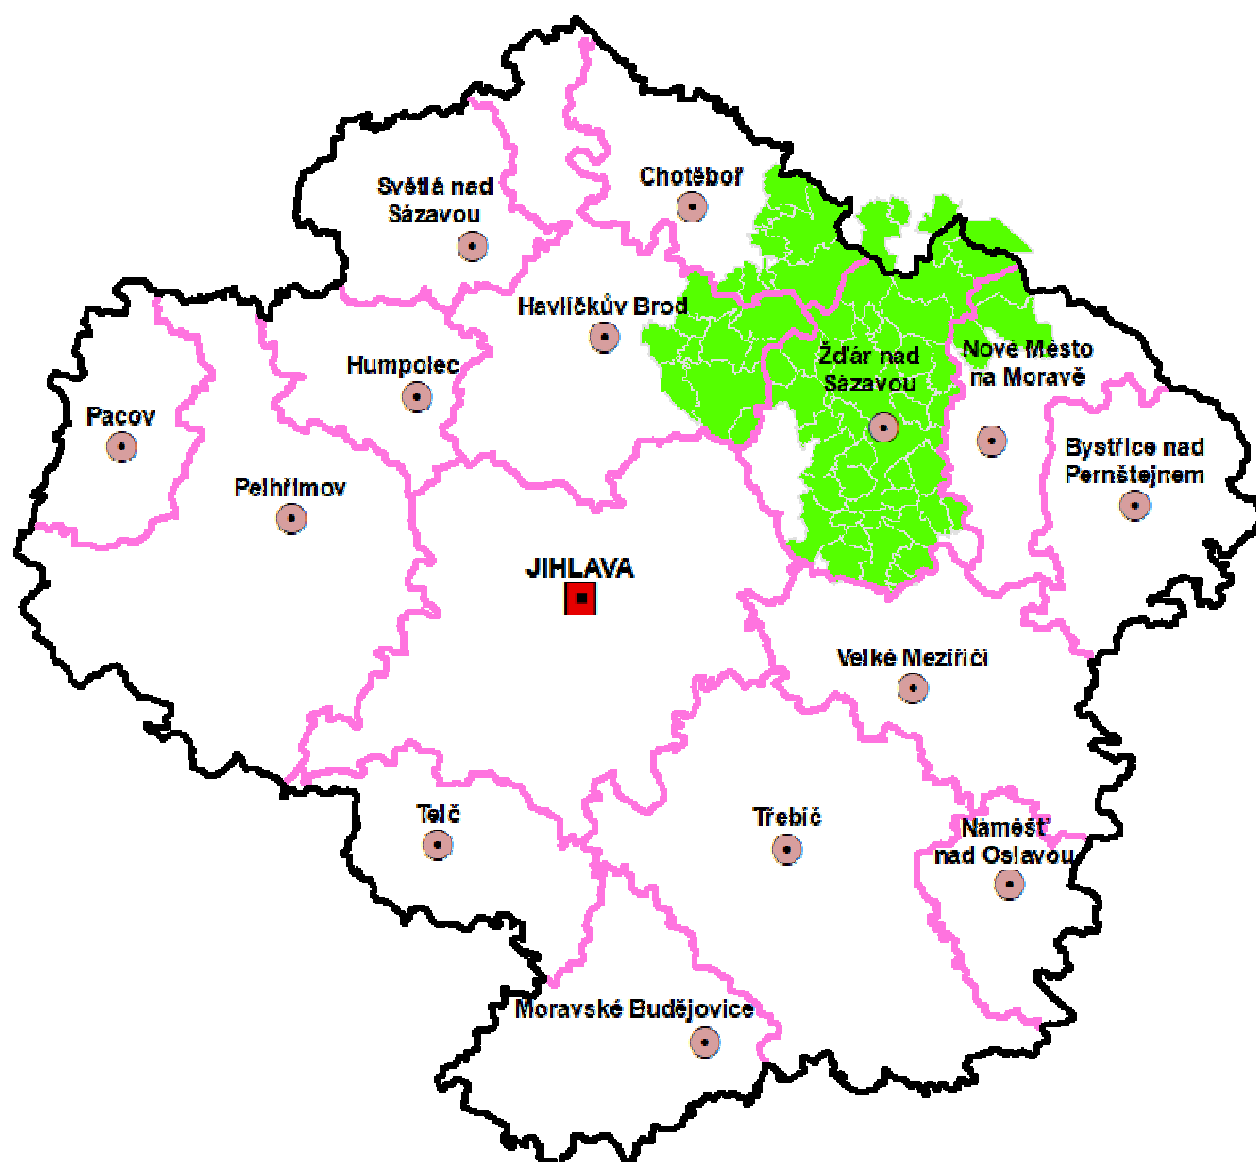 Chotěboř
Světlá nad
Sázavou
Havlíčkův Brod
Žďár nad
Sázavou
Nové Město
na Moravě
Humpolec
Pacov
Bystřice nad
Pernštejnem
Pelhřimov
JIHLAVA
Velké Meziříčí
Telč
Třebíč
Náměšť
nad Oslavou
Moravské Budějovice